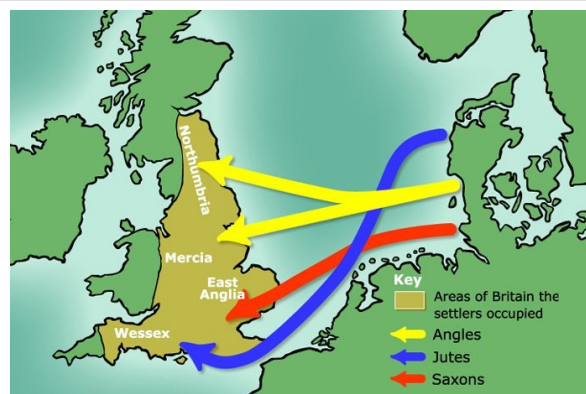 Northumbria
Mercia
East
Anglia
Wessex
Key
Areas of Britain the
settlers occupied
Angles
Jutes
Saxons